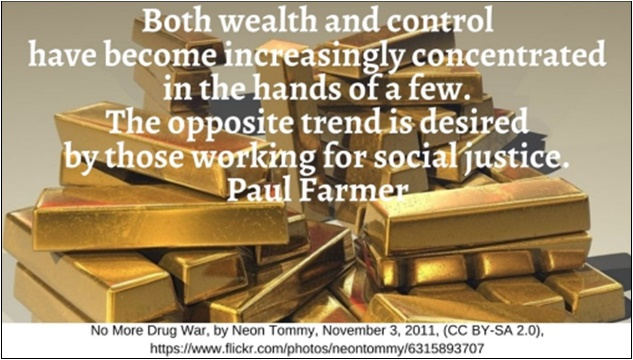 Both wealth and control
have become increasingly concentrated
in the hands of a few.
The opposite trend is desired
by those working for social justice.
Paul Farmer
No More Drug War, by Neon Tommy, November 3, 2011, (CC BY-SA 2.0),
https://www.flickr.com/photos/neontommy/6315893707